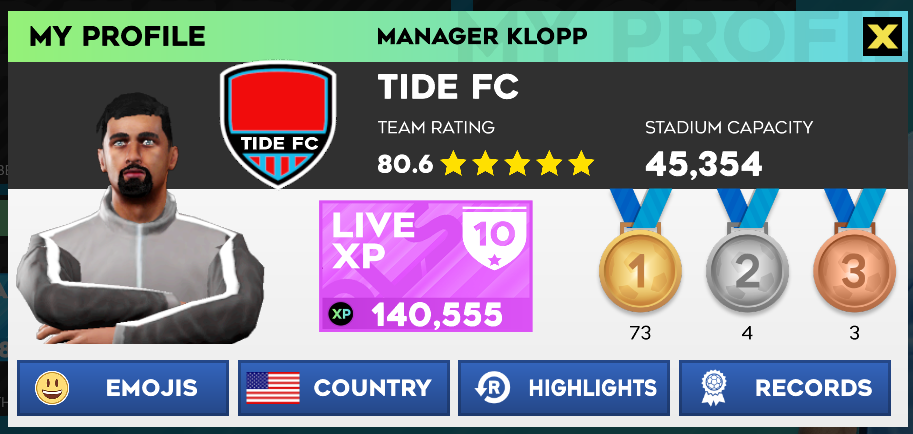 MY PROFILE
MANAGER KLOPP
X
TIDE FC
TIDE FC
TEAM RATING
80.6
STADIUM CAPACITY
45,354
LIVE
XP
10
XP 140,555
1
2
3
73
4
3
EMOJIS
COUNTRY
R HIGHLIGHTS
RECORDS